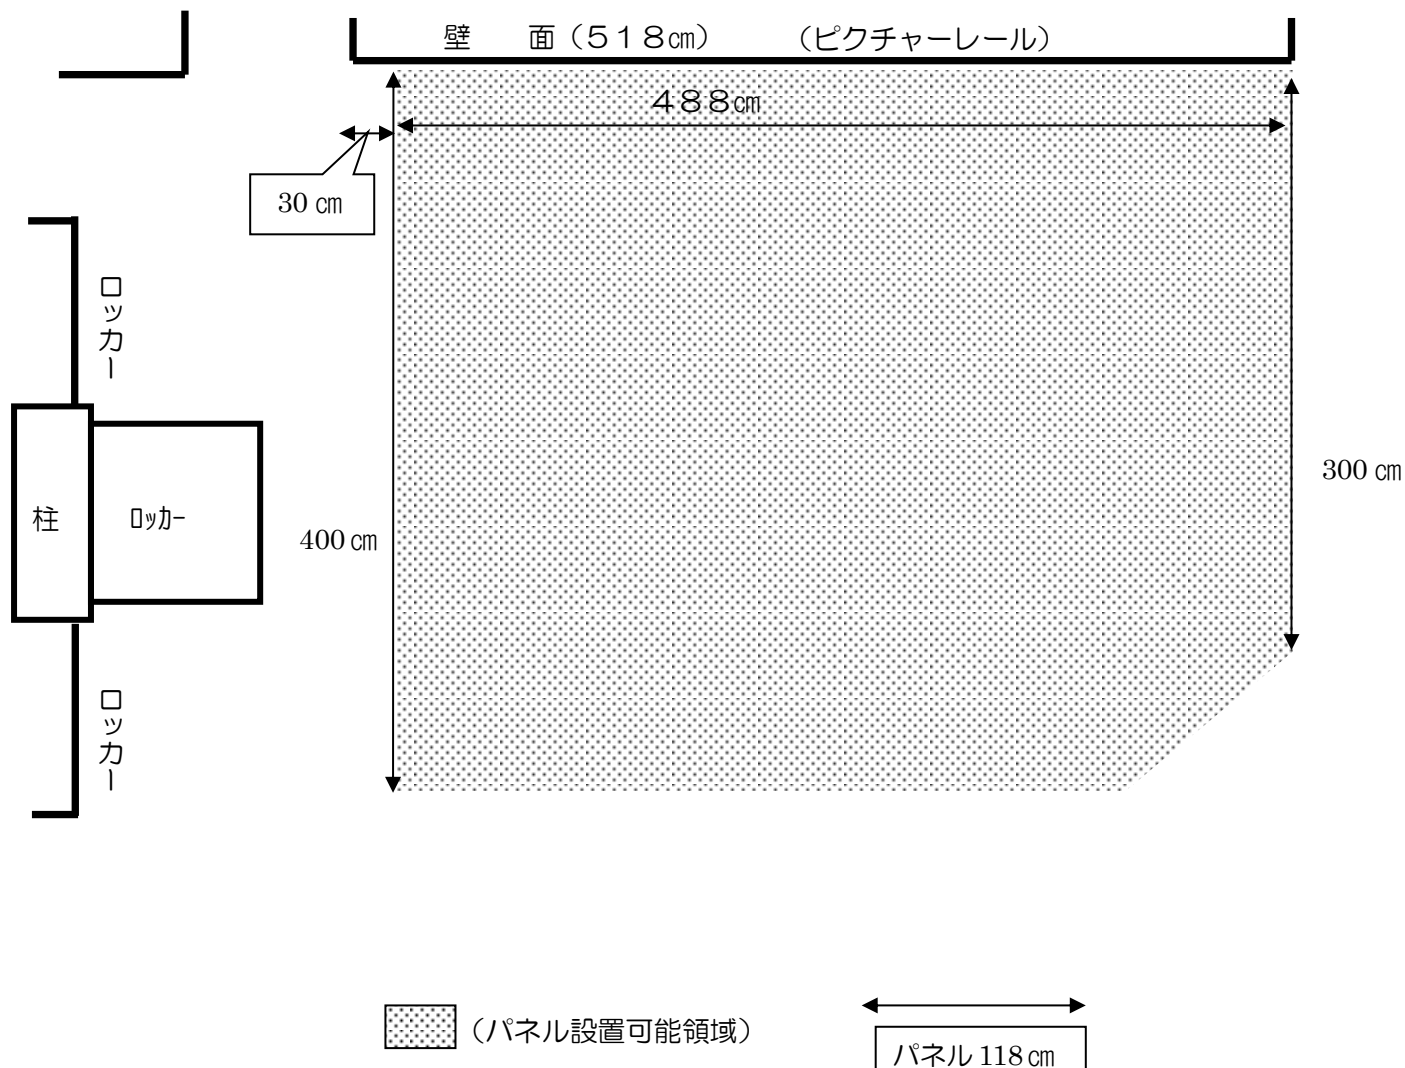 壁　　面（５１８㎝）　　　（ピクチャーレール）
４８８㎝
30 ㎝
ロッカー
柱
ﾛｯｶｰ
300 ㎝
400 ㎝
ロッカー
（パネル設置可能領域）
パネル 118 ㎝